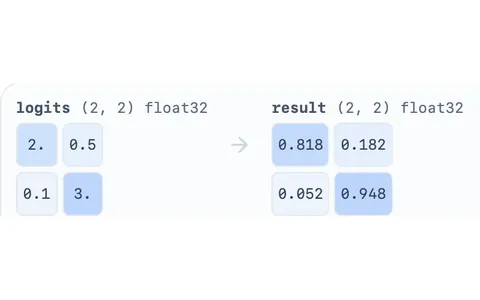 logits (2, 2) float32 result (2, 2) float32
2. 0.5 0.818 0.182
0.1 3. → 0.052 0.948